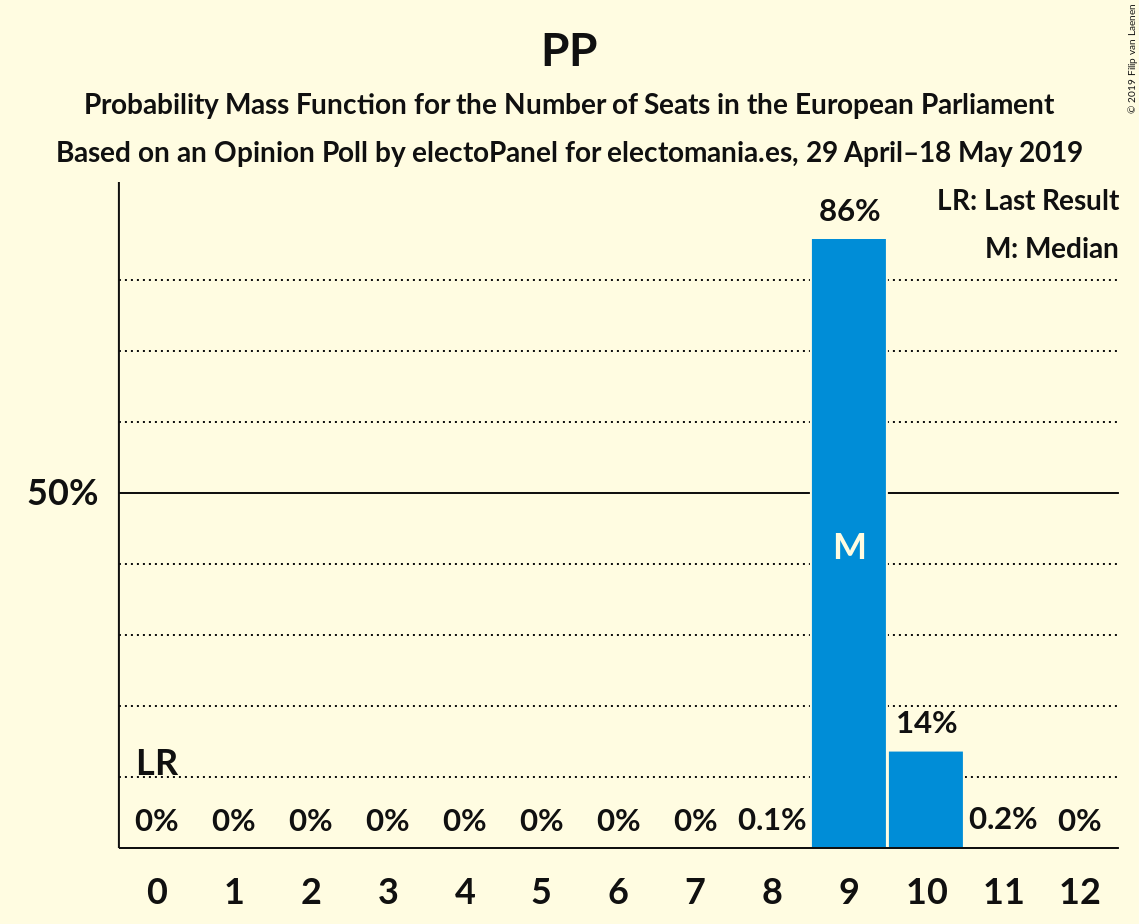 © 2019 Filip van Laenen
PP
Probability Mass Function for the Number of Seats in the European Parliament
Based on an Opinion Poll by electoPanel for electomania.es, 29 April–18 May 2019
LR: Last Result
M: Median
86%
50%
M
14%
LR
0% 0% 0% 0% 0% 0% 0% 0% 0.1% 0.2% 0%
0 1 2 3 4 5 6 7 8 9 10 11 12